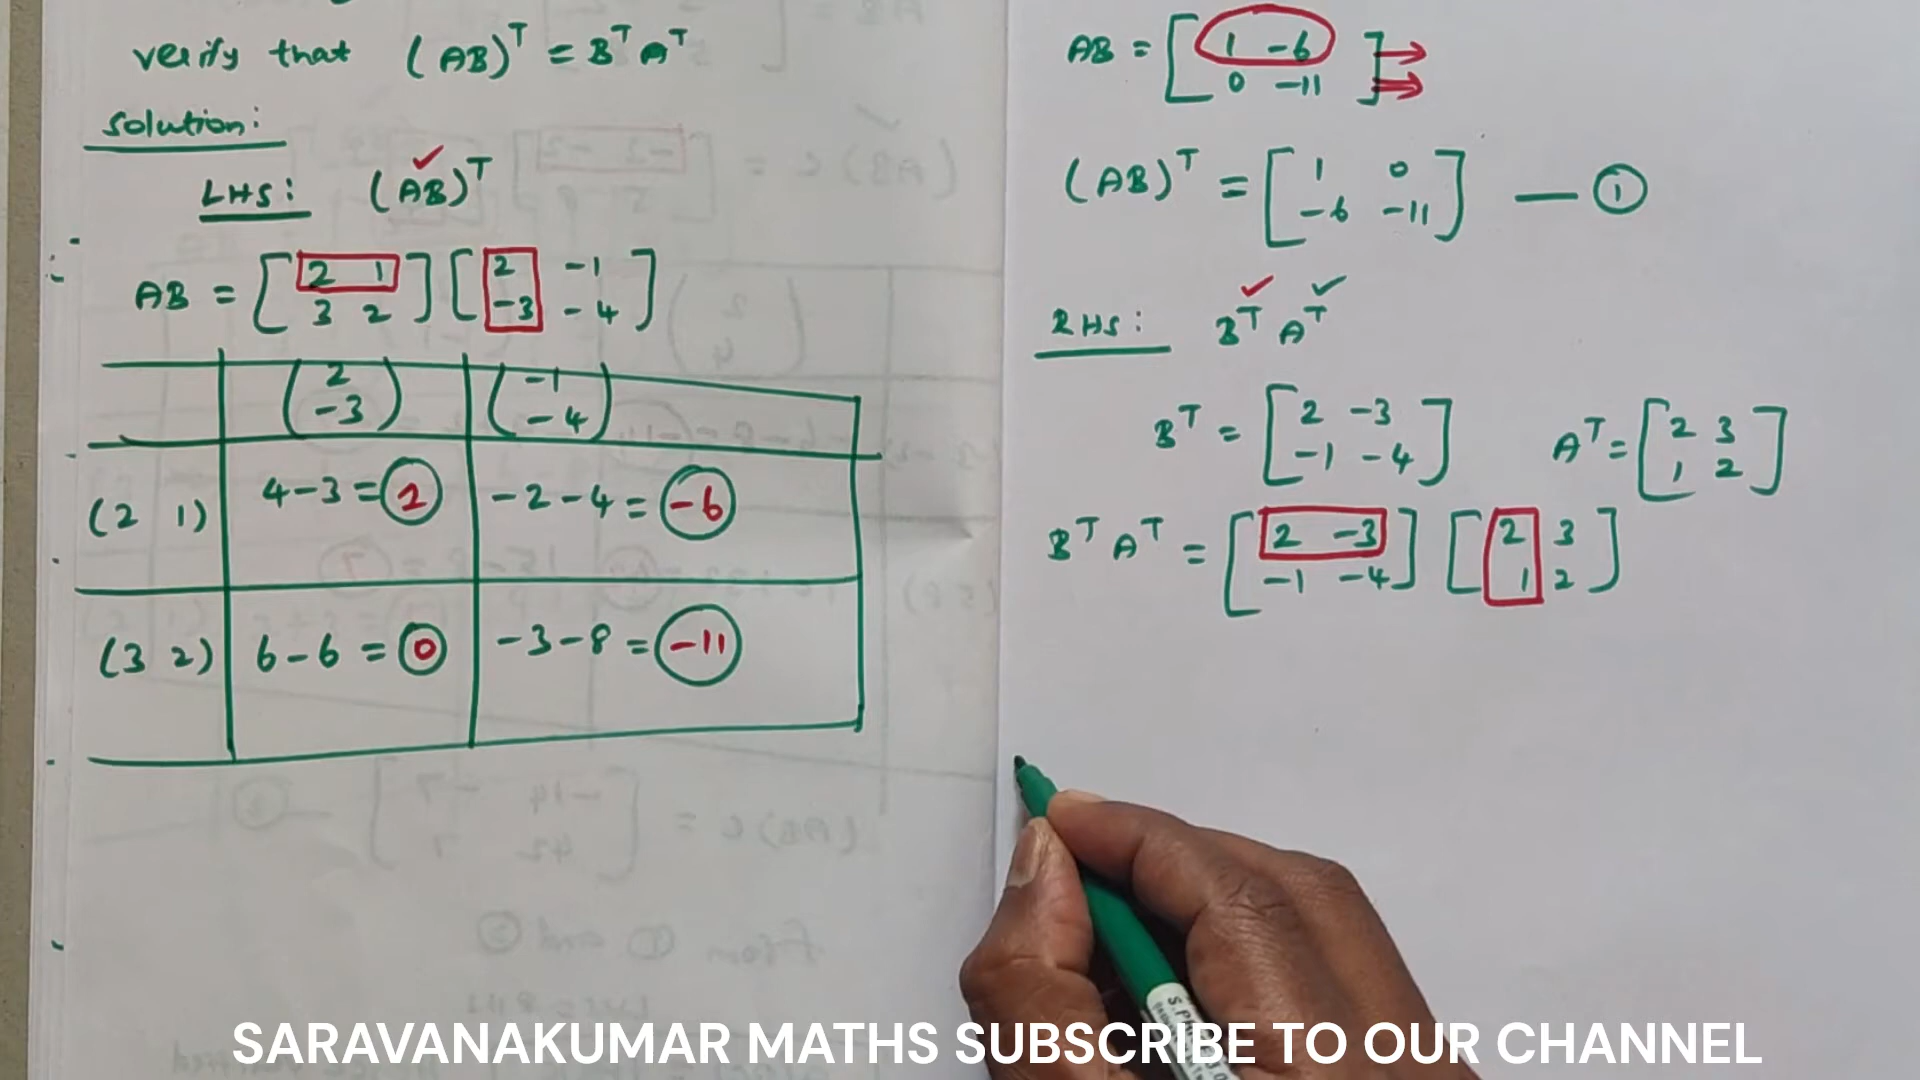 verify that (AB)ᵀ = Bᵀ Aᵀ
Solution:
LHS: (AB)ᵀ
AB = [ 2 1 ] [ 2 -1 ]
3 2 -3 -4
( 2 ) ( -1 )
-3 -4
(2 1) 4-3 = 1 -2-4 = -6
(3 2) 6-6 = 0 -3-8 = -11
AB = [ 1 -6 ]
0 -11
(AB)ᵀ = [ 1 0 ] — ①
-6 -11
RHS: Bᵀ Aᵀ
Bᵀ = [ 2 -3 ] Aᵀ = [ 2 3 ]
-1 -4 1 2
Bᵀ Aᵀ = [ 2 -3 ] [ 2 3 ]
-1 -4 1 2
SARAVANAKUMAR MATHS SUBSCRIBE TO OUR CHANNEL